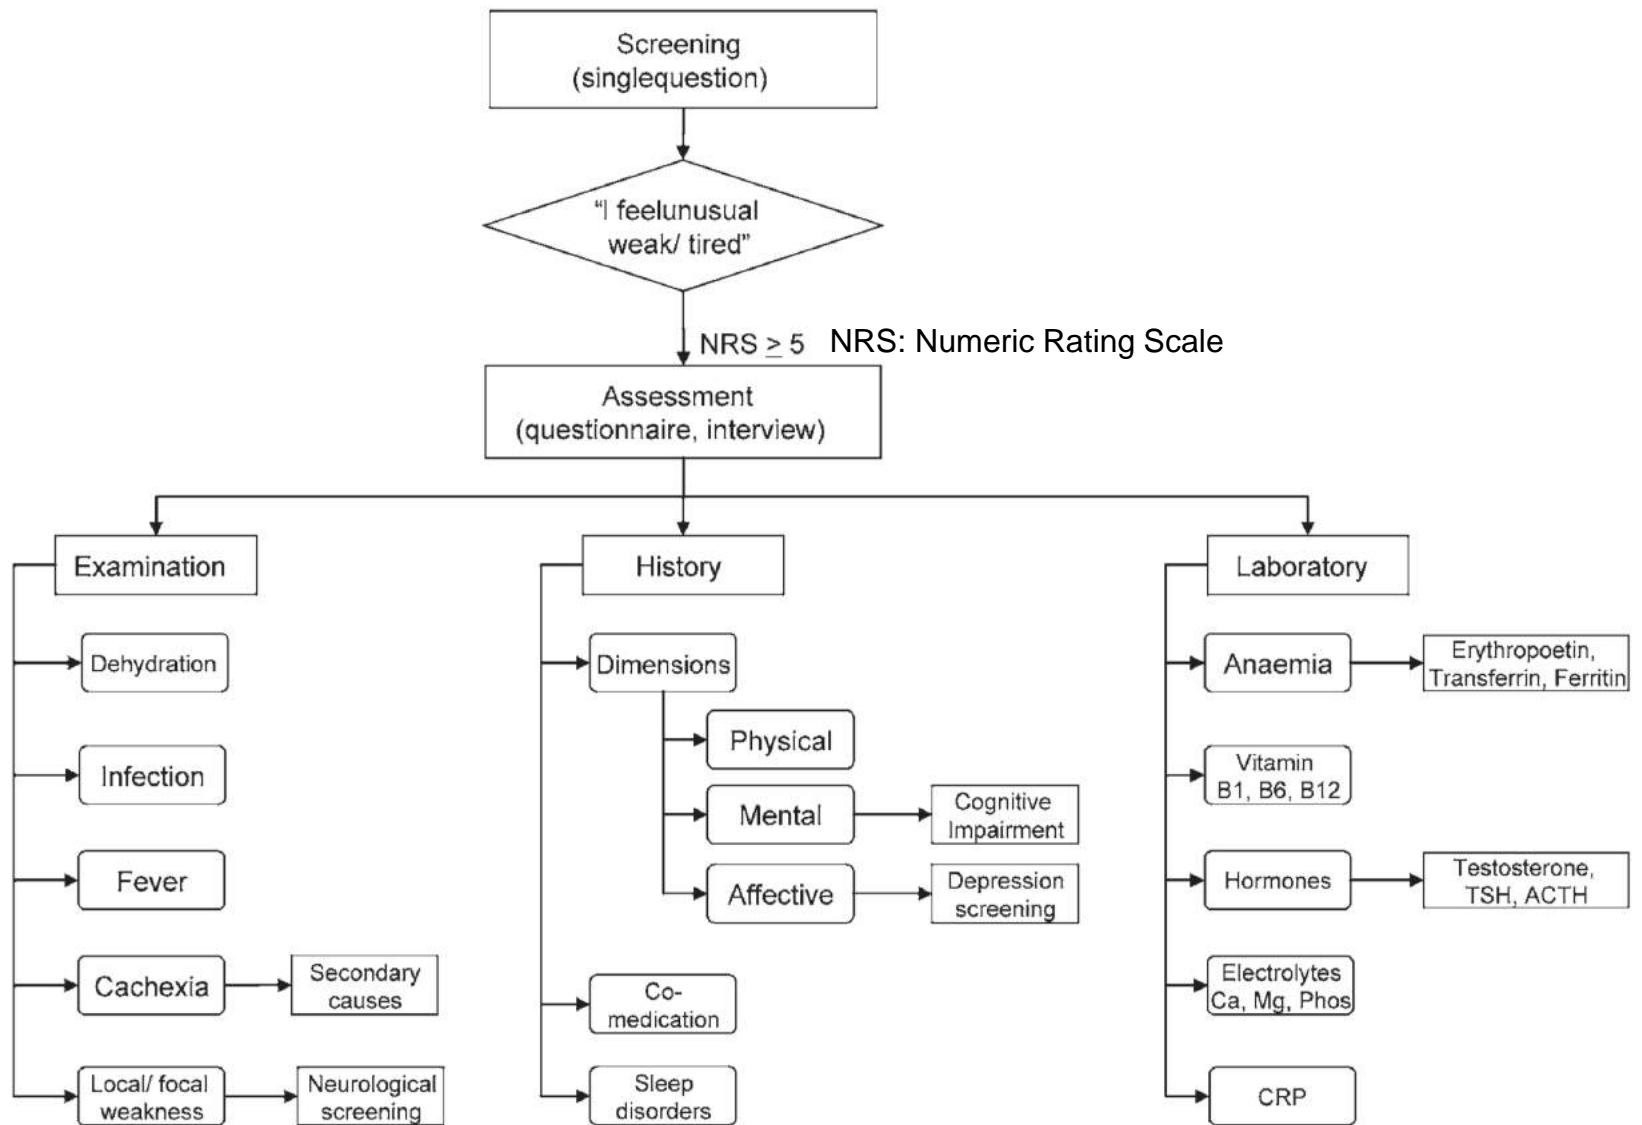 Screening
(singlequestion)
“I feelunusual
weak/ tired”
NRS ≥ 5 NRS: Numeric Rating Scale
Assessment
(questionnaire, interview)
Examination
Dehydration
Infection
Fever
Cachexia
Secondary
causes
Local/ focal
weakness
Neurological
screening
History
Dimensions
Physical
Mental
Cognitive
Impairment
Affective
Depression
screening
Co-
medication
Sleep
disorders
Laboratory
Anaemia
Erythropoetin,
Transferrin, Ferritin
Vitamin
B1, B6, B12
Hormones
Testosterone,
TSH, ACTH
Electrolytes
Ca, Mg, Phos
CRP